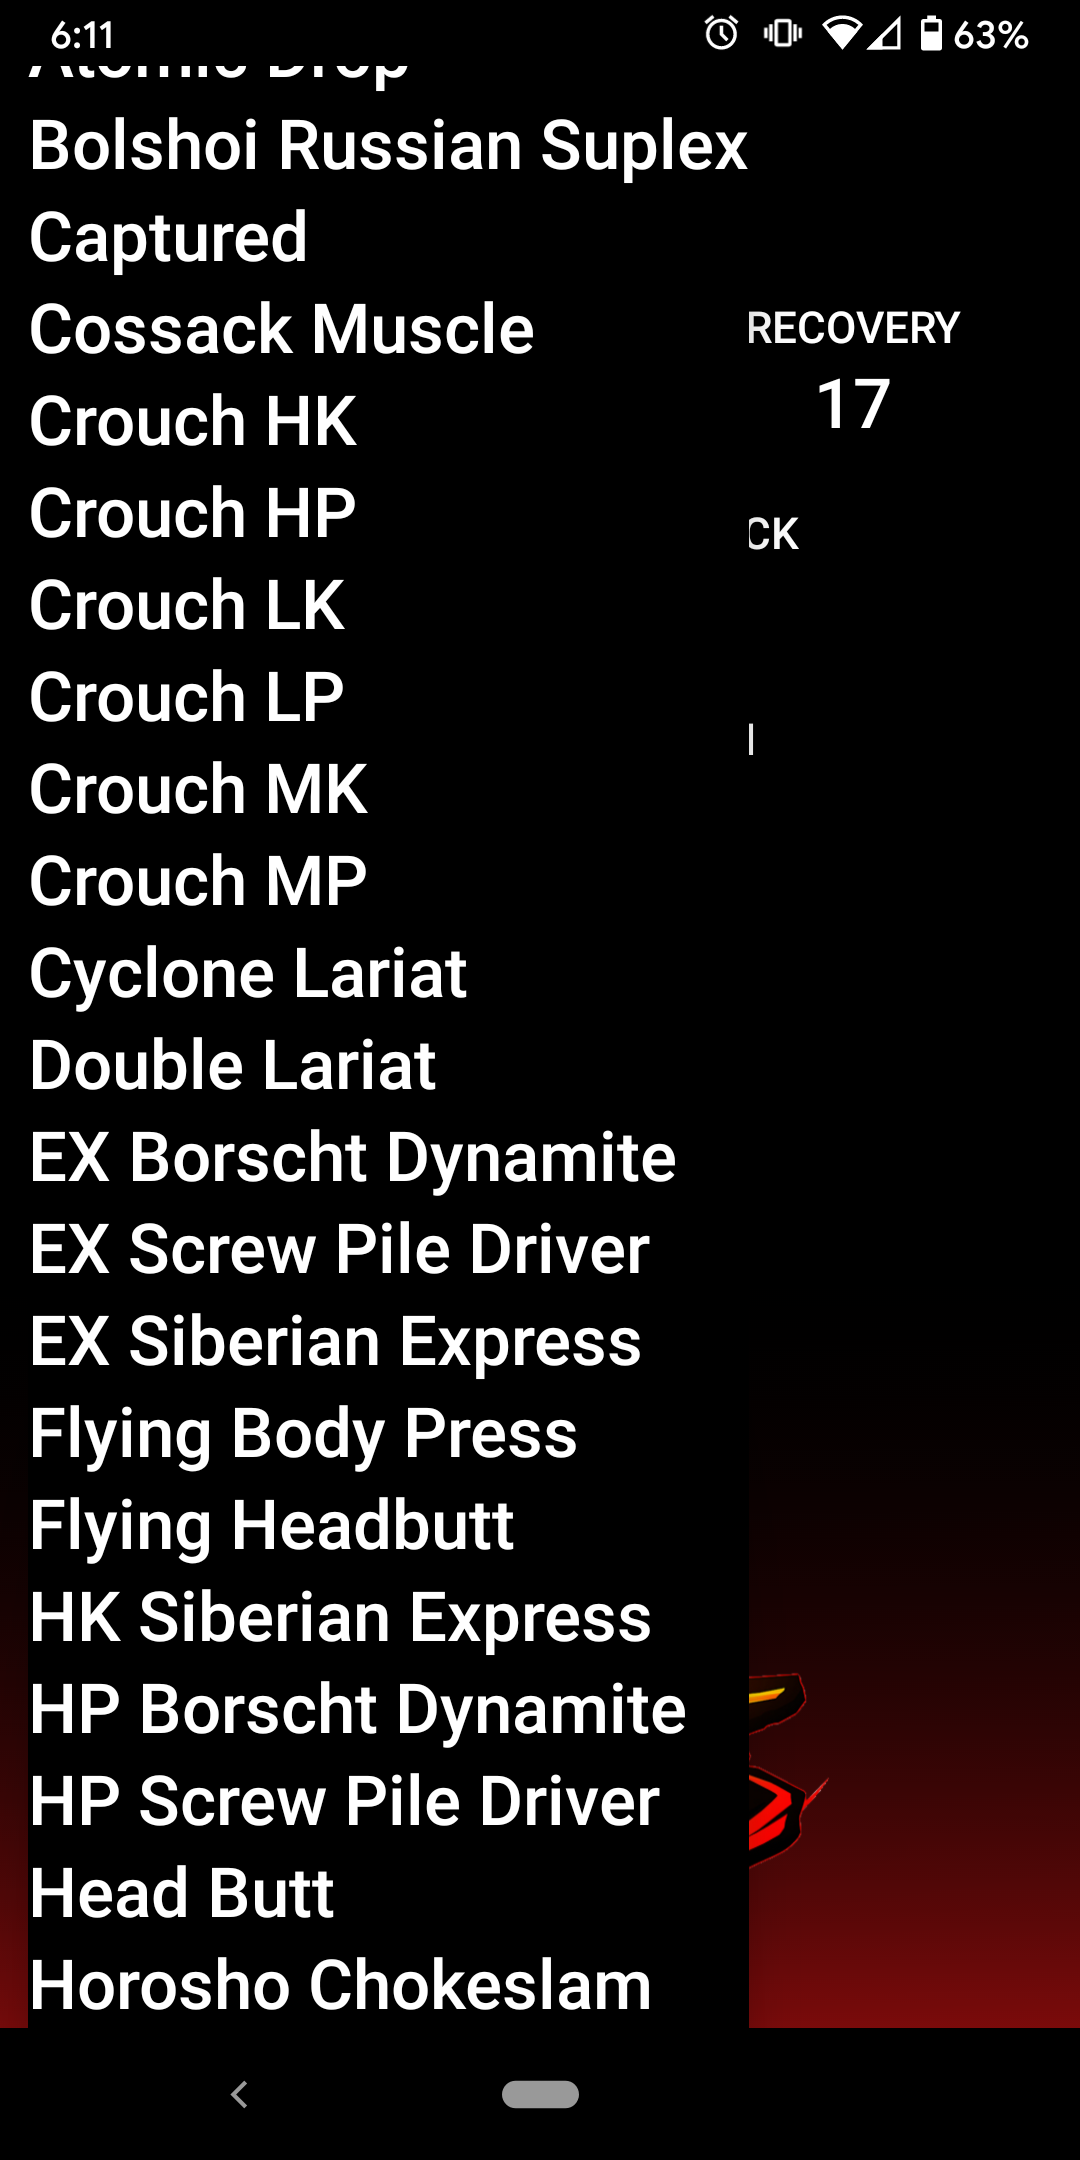 6:11
63%
Atomic Drop
Bolshoi Russian Suplex
Captured
Cossack Muscle
RECOVERY
17
Crouch HK
Crouch HP
CK
Crouch LK
Crouch LP
Crouch MK
Crouch MP
Cyclone Lariat
Double Lariat
EX Borscht Dynamite
EX Screw Pile Driver
EX Siberian Express
Flying Body Press
Flying Headbutt
HK Siberian Express
HP Borscht Dynamite
HP Screw Pile Driver
Head Butt
Horosho Chokeslam